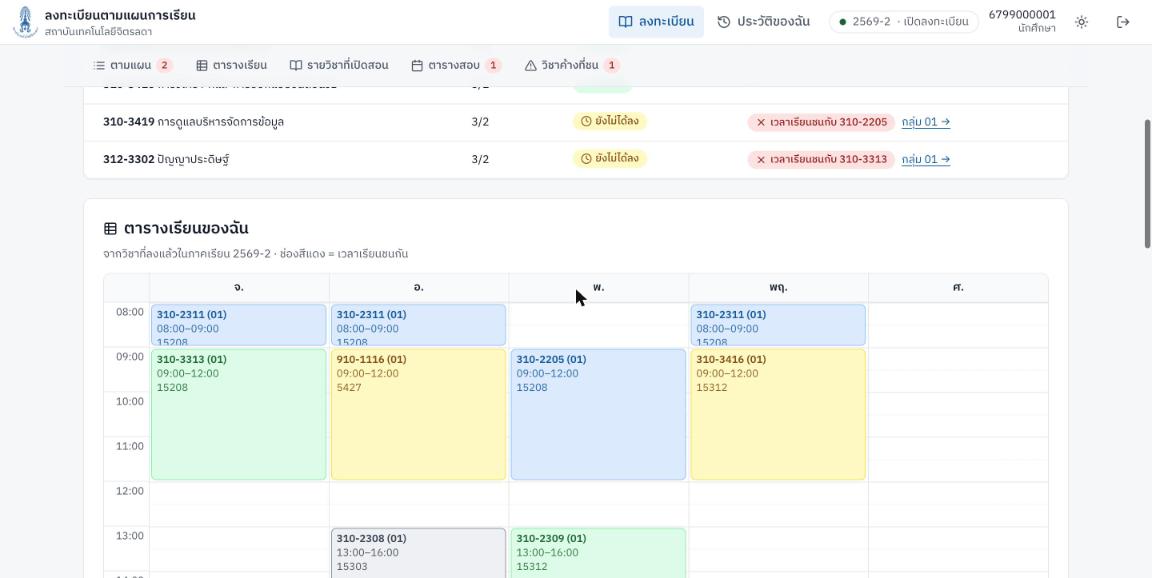 ลงทะเบียนตามแผนการเรียน
สถาบันเทคโนโลยีจิตรลดา
ลงทะเบียน
ประวัติของฉัน
2569-2 · เปิดลงทะเบียน
6799000001
นักศึกษา
ตามแผน 2
ตารางเรียน
รายวิชาที่เปิดสอน
ตารางสอบ 1
วิชาค้างที่ชน 1
310-3419 การดูแลบริหารจัดการข้อมูล 3/2 ยังไม่ได้ลง × เวลาเรียนชนกับ 310-2205 กลุ่ม 01 →
312-3302 ปัญญาประดิษฐ์ 3/2 ยังไม่ได้ลง × เวลาเรียนชนกับ 310-3313 กลุ่ม 01 →
ตารางเรียนของฉัน
จากวิชาที่ลงแล้วในภาคเรียน 2569-2 · ช่องสีแดง = เวลาเรียนชนกัน
จ. อ. พ. พฤ. ศ.
08:00
310-2311 (01)
08:00–09:00
15208
310-2311 (01)
08:00–09:00
15208
310-2311 (01)
08:00–09:00
15208
09:00
310-3313 (01)
09:00–12:00
15208
910-1116 (01)
09:00–12:00
5427
310-2205 (01)
09:00–12:00
15208
310-3416 (01)
09:00–12:00
15312
10:00
11:00
12:00
13:00
310-2308 (01)
13:00–16:00
15303
310-2309 (01)
13:00–16:00
15312